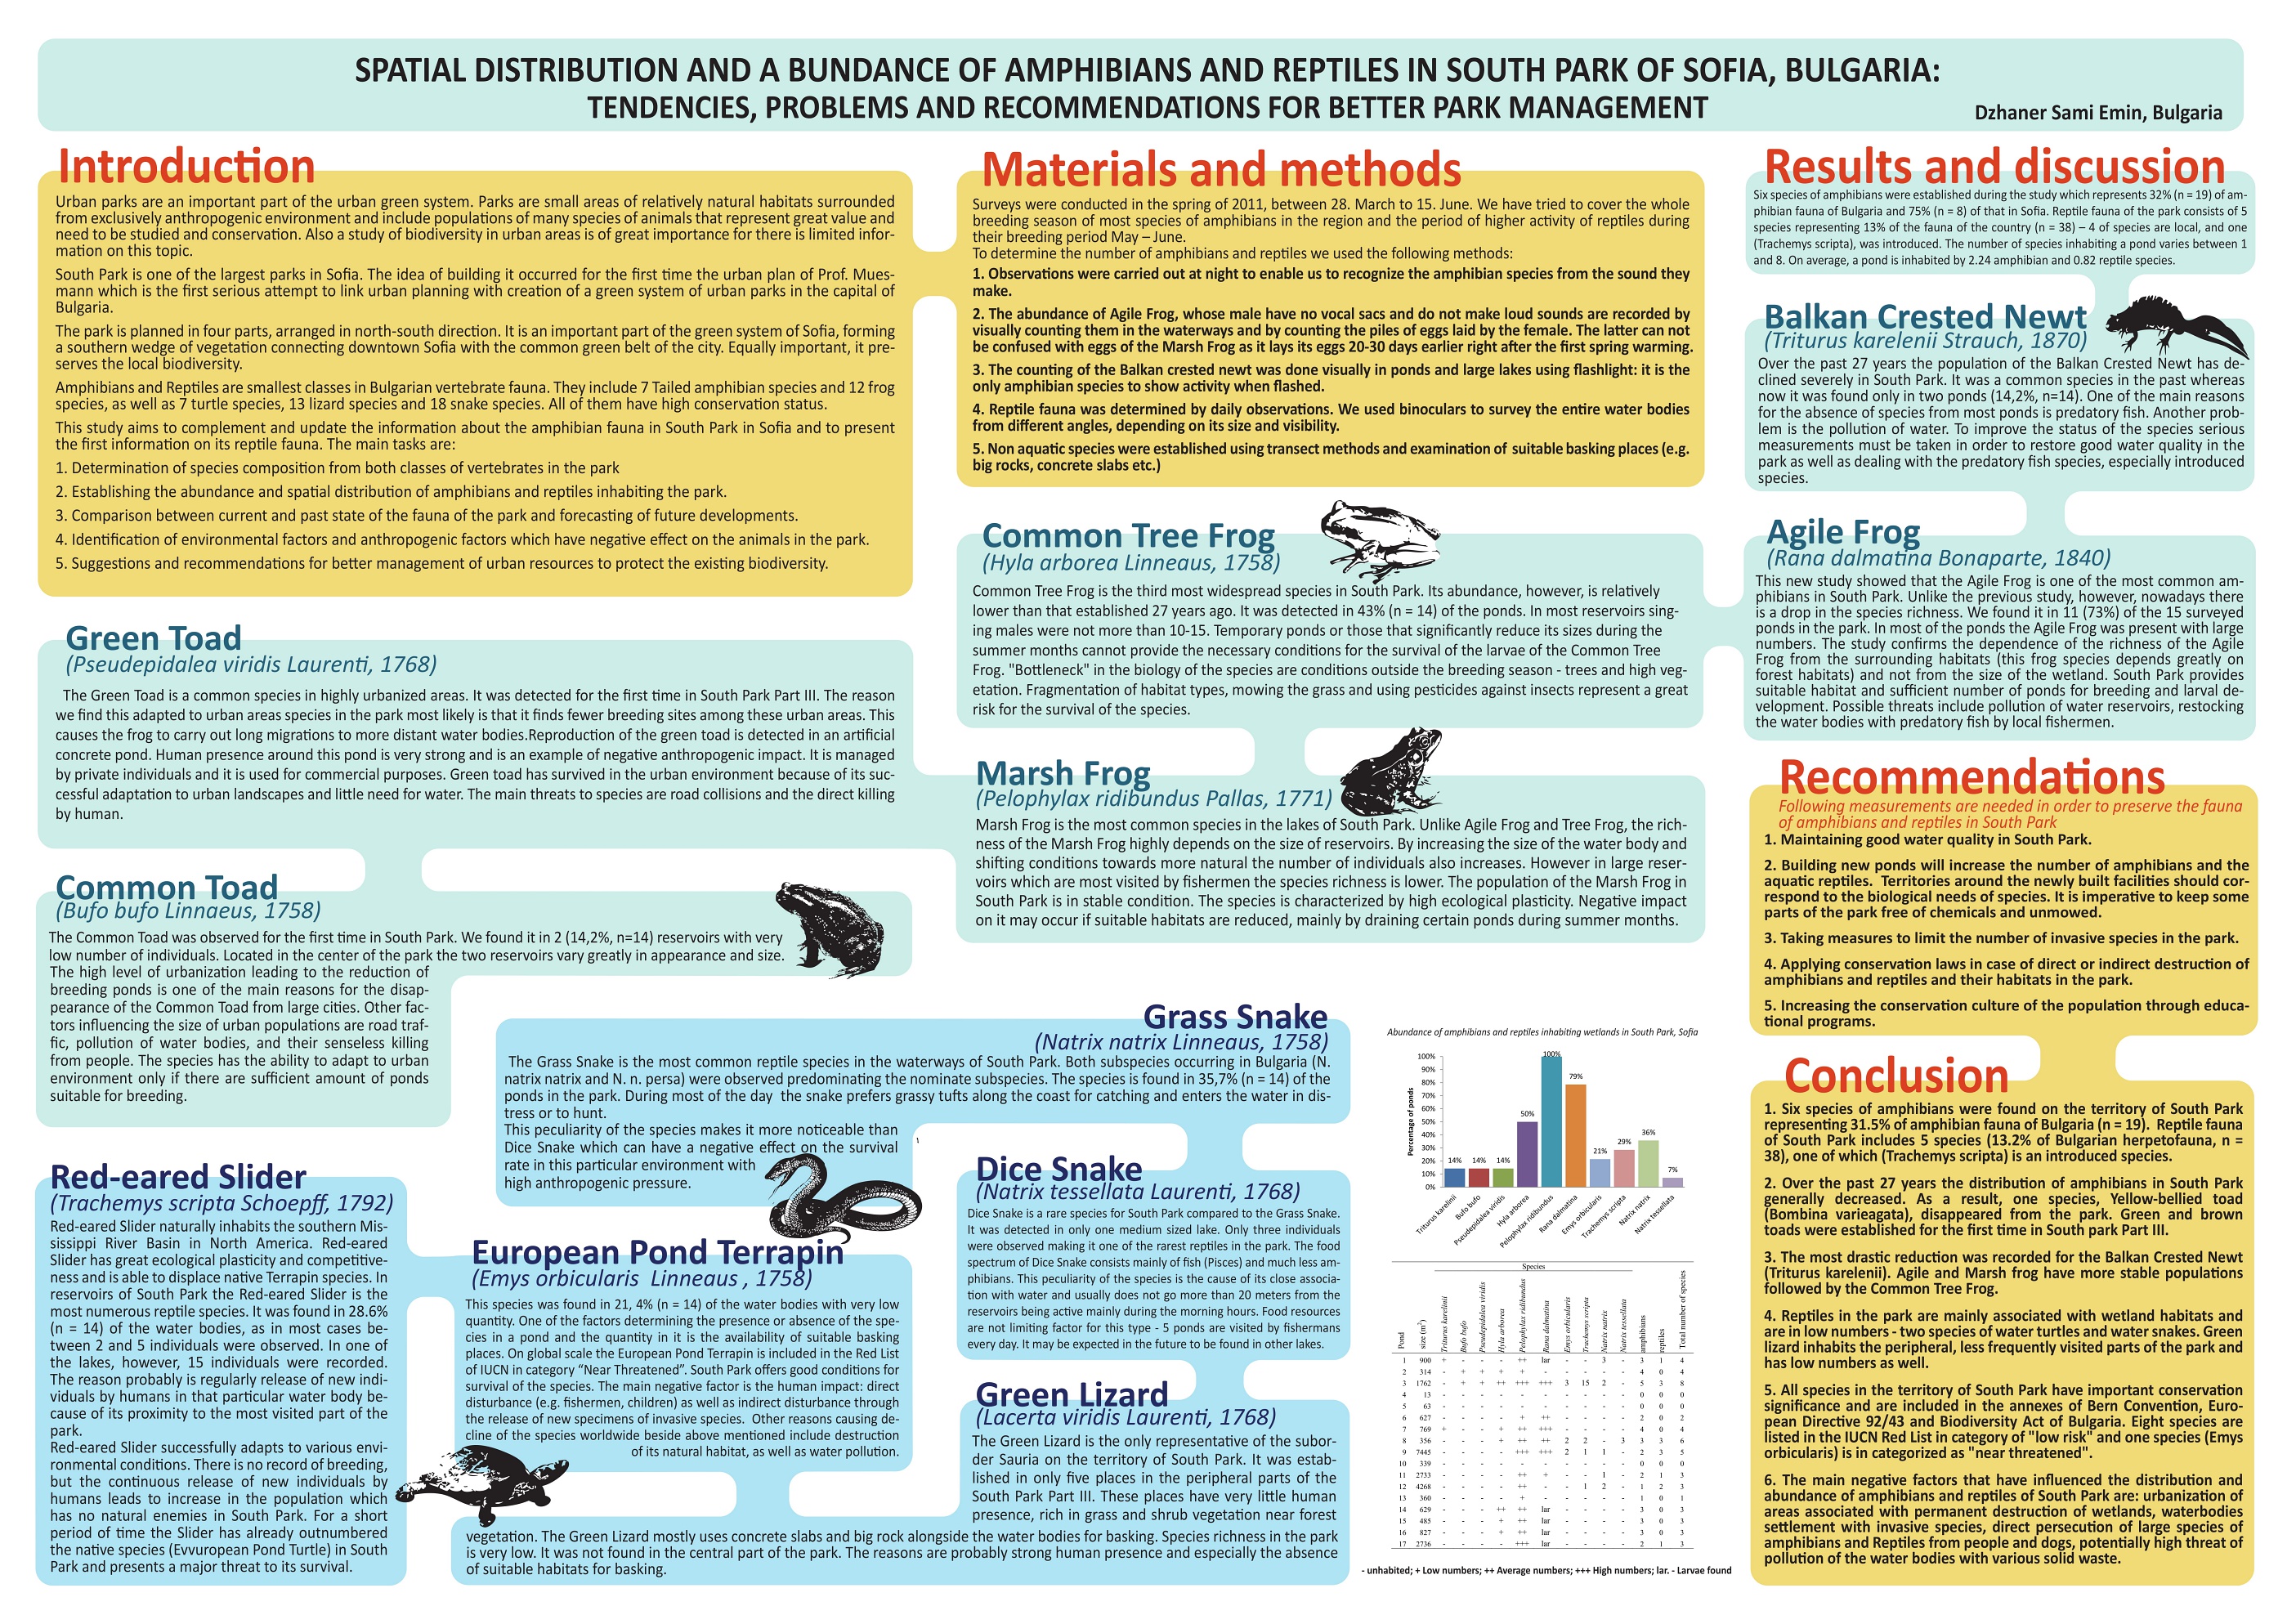 SPATIAL DISTRIBUTION AND A BUNDANCE OF AMPHIBIANS AND REPTILES IN SOUTH PARK OF SOFIA, BULGARIA:
TENDENCIES, PROBLEMS AND RECOMMENDATIONS FOR BETTER PARK MANAGEMENT
Dzhaner Sami Emin, Bulgaria
Introduction
Urban parks are an important part of the urban green system. Parks are small areas of relatively natural habitats surrounded
from exclusively anthropogenic environment and include populations of many species of animals that represent great value and
need to be studied and conservation. Also a study of biodiversity in urban areas is of great importance for there is limited infor-
mation on this topic.
South Park is one of the largest parks in Sofia. The idea of building it occurred for the first time the urban plan of Prof. Mues-
mann which is the first serious attempt to link urban planning with creation of a green system of urban parks in the capital of
Bulgaria.
The park is planned in four parts, arranged in north-south direction. It is an important part of the green system of Sofia, forming
a southern wedge of vegetation connecting downtown Sofia with the common green belt of the city. Equally important, it pre-
serves the local biodiversity.
Amphibians and Reptiles are smallest classes in Bulgarian vertebrate fauna. They include 7 Tailed amphibian species and 12 frog
species, as well as 7 turtle species, 13 lizard species and 18 snake species. All of them have high conservation status.
This study aims to complement and update the information about the amphibian fauna in South Park in Sofia and to present
the first information on its reptile fauna. The main tasks are:
1. Determination of species composition from both classes of vertebrates in the park
2. Establishing the abundance and spatial distribution of amphibians and reptiles inhabiting the park.
3. Comparison between current and past state of the fauna of the park and forecasting of future developments.
4. Identification of environmental factors and anthropogenic factors which have negative effect on the animals in the park.
5. Suggestions and recommendations for better management of urban resources to protect the existing biodiversity.
Green Toad
(Pseudepidalea viridis Laurenti, 1768)
The Green Toad is a common species in highly urbanized areas. It was detected for the first time in South Park Part III. The reason
we find this adapted to urban areas species in the park most likely is that it finds fewer breeding sites among these urban areas. This
causes the frog to carry out long migrations to more distant water bodies.Reproduction of the green toad is detected in an artificial
concrete pond. Human presence around this pond is very strong and is an example of negative anthropogenic impact. It is managed
by private individuals and it is used for commercial purposes. Green toad has survived in the urban environment because of its suc-
cessful adaptation to urban landscapes and little need for water. The main threats to species are road collisions and the direct killing
by human.
Common Toad
(Bufo bufo Linnaeus, 1758)
The Common Toad was observed for the first time in South Park. We found it in 2 (14,2%, n=14) reservoirs with very
low number of individuals. Located in the center of the park the two reservoirs vary greatly in appearance and size.
The high level of urbanization leading to the reduction of
breeding ponds is one of the main reasons for the disap-
pearance of the Common Toad from large cities. Other fac-
tors influencing the size of urban populations are road traf-
fic, pollution of water bodies, and their senseless killing
from people. The species has the ability to adapt to urban
environment only if there are sufficient amount of ponds
suitable for breeding.
Red-eared Slider
(Trachemys scripta Schoepff, 1792)
Red-eared Slider naturally inhabits the southern Mis-
sissippi River Basin in North America. Red-eared
Slider has great ecological plasticity and competitive-
ness and is able to displace native Terrapin species. In
reservoirs of South Park the Red-eared Slider is the
most numerous reptile species. It was found in 28.6%
(n = 14) of the water bodies, as in most cases be-
tween 2 and 5 individuals were observed. In one of
the lakes, however, 15 individuals were recorded.
The reason probably is regularly release of new indi-
viduals by humans in that particular water body be-
cause of its proximity to the most visited part of the
park.
Red-eared Slider successfully adapts to various envi-
ronmental conditions. There is no record of breeding,
but the continuous release of new individuals by
humans leads to increase in the population which
has no natural enemies in South Park. For a short
period of time the Slider has already outnumbered
the native species (Evvuropean Pond Turtle) in South
Park and presents a major threat to its survival.
Materials and methods
Surveys were conducted in the spring of 2011, between 28. March to 15. June. We have tried to cover the whole
breeding season of most species of amphibians in the region and the period of higher activity of reptiles during
their breeding period May – June.
To determine the number of amphibians and reptiles we used the following methods:
1. Observations were carried out at night to enable us to recognize the amphibian species from the sound they
make.
2. The abundance of Agile Frog, whose male have no vocal sacs and do not make loud sounds are recorded by
visually counting them in the waterways and by counting the piles of eggs laid by the female. The latter can not
be confused with eggs of the Marsh Frog as it lays its eggs 20-30 days earlier right after the first spring warming.
3. The counting of the Balkan crested newt was done visually in ponds and large lakes using flashlight: it is the
only amphibian species to show activity when flashed.
4. Reptile fauna was determined by daily observations. We used binoculars to survey the entire water bodies
from different angles, depending on its size and visibility.
5. Non aquatic species were established using transect methods and examination of suitable basking places (e.g.
big rocks, concrete slabs etc.)
Common Tree Frog
(Hyla arborea Linneaus, 1758)
Common Tree Frog is the third most widespread species in South Park. Its abundance, however, is relatively
lower than that established 27 years ago. It was detected in 43% (n = 14) of the ponds. In most reservoirs sing-
ing males were not more than 10-15. Temporary ponds or those that significantly reduce its sizes during the
summer months cannot provide the necessary conditions for the survival of the larvae of the Common Tree
Frog. "Bottleneck" in the biology of the species are conditions outside the breeding season - trees and high veg-
etation. Fragmentation of habitat types, mowing the grass and using pesticides against insects represent a great
risk for the survival of the species.
Marsh Frog
(Pelophylax ridibundus Pallas, 1771)
Marsh Frog is the most common species in the lakes of South Park. Unlike Agile Frog and Tree Frog, the rich-
ness of the Marsh Frog highly depends on the size of reservoirs. By increasing the size of the water body and
shifting conditions towards more natural the number of individuals also increases. However in large reser-
voirs which are most visited by fishermen the species richness is lower. The population of the Marsh Frog in
South Park is in stable condition. The species is characterized by high ecological plasticity. Negative impact
on it may occur if suitable habitats are reduced, mainly by draining certain ponds during summer months.
Grass Snake
(Natrix natrix Linneaus, 1758)
The Grass Snake is the most common reptile species in the waterways of South Park. Both subspecies occurring in Bulgaria (N.
natrix natrix and N. n. persa) were observed predominating the nominate subspecies. The species is found in 35,7% (n = 14) of the
ponds in the park. During most of the day the snake prefers grassy tufts along the coast for catching and enters the water in dis-
tress or to hunt.
This peculiarity of the species makes it more noticeable than
Dice Snake which can have a negative effect on the survival
rate in this particular environment with
high anthropogenic pressure.
European Pond Terrapin
(Emys orbicularis Linneaus , 1758)
This species was found in 21, 4% (n = 14) of the water bodies with very low
quantity. One of the factors determining the presence or absence of the spe-
cies in a pond and the quantity in it is the availability of suitable basking
places. On global scale the European Pond Terrapin is included in the Red List
of IUCN in category “Near Threatened”. South Park offers good conditions for
survival of the species. The main negative factor is the human impact: direct
disturbance (e.g. fishermen, children) as well as indirect disturbance through
the release of new specimens of invasive species. Other reasons causing de-
cline of the species worldwide beside above mentioned include destruction
of its natural habitat, as well as water pollution.
Dice Snake
(Natrix tessellata Laurenti, 1768)
Dice Snake is a rare species for South Park compared to the Grass Snake.
It was detected in only one medium sized lake. Only three individuals
were observed making it one of the rarest reptiles in the park. The food
spectrum of Dice Snake consists mainly of fish (Pisces) and much less am-
phibians. This peculiarity of the species is the cause of its close associa-
tion with water and usually does not go more than 20 meters from the
reservoirs being active mainly during the morning hours. Food resources
are not limiting factor for this type - 5 ponds are visited by fishermans
every day. It may be expected in the future to be found in other lakes.
Green Lizard
(Lacerta viridis Laurenti, 1768)
The Green Lizard is the only representative of the subor-
der Sauria on the territory of South Park. It was estab-
lished in only five places in the peripheral parts of the
South Park Part III. These places have very little human
presence, rich in grass and shrub vegetation near forest
vegetation. The Green Lizard mostly uses concrete slabs and big rock alongside the water bodies for basking. Species richness in the park
is very low. It was not found in the central part of the park. The reasons are probably strong human presence and especially the absence
of suitable habitats for basking.
Abundance of amphibians and reptiles inhabiting wetlands in South Park, Sofia
Percentage of ponds
100%
90%
80%
70%
60%
50%
40%
30%
20%
10%
0%
14% 14% 14% 50% 100% 79% 21% 29% 36% 7%
Triturus karelinii
Bufo bufo
Pseudepidalea viridis
Hyla arborea
Pelophylax ridibundus
Rana dalmatina
Emys orbicularis
Trachemys scripta
Natrix natrix
Natrix tessellata
Species
Pond size (m²) Triturus karelinii Bufo bufo Pseudepidalea viridis Hyla arborea Pelophylax ridibundus Rana dalmatina Emys orbicularis Trachemys scripta Natrix natrix Natrix tessellata amphibians reptiles Total number of species
1 900 + - - - ++ lar - - 3 - 3 1 4
2 314 - + + + + - - - - - 4 0 4
3 1762 - + + ++ +++ +++ 3 15 2 - 5 3 8
4 13 - - - - - - - - - - 0 0 0
5 63 - - - - - - - - - - 0 0 0
6 627 - - - - + ++ - - - - 2 0 2
7 769 + - - + ++ +++ - - - - 4 0 4
8 356 - - - + ++ ++ 2 2 - 3 3 3 6
9 7445 - - - - +++ +++ 2 1 1 - 2 3 5
10 339 - - - - - - - - - - 0 0 0
11 2733 - - - - ++ + - - 1 - 2 1 3
12 4268 - - - - ++ - - 1 2 - 1 2 3
13 360 - - - - + - - - - - 1 0 1
14 629 - - - ++ ++ lar - - - - 3 0 3
15 485 - - - + ++ lar - - - - 3 0 3
16 827 - - - + ++ lar - - - - 3 0 3
17 2736 - - - - +++ lar - - - - 2 1 3
- unhabited; + Low numbers; ++ Average numbers; +++ High numbers; lar. - Larvae found
Results and discussion
Six species of amphibians were established during the study which represents 32% (n = 19) of am-
phibian fauna of Bulgaria and 75% (n = 8) of that in Sofia. Reptile fauna of the park consists of 5
species representing 13% of the fauna of the country (n = 38) – 4 of species are local, and one
(Trachemys scripta), was introduced. The number of species inhabiting a pond varies between 1
and 8. On average, a pond is inhabited by 2.24 amphibian and 0.82 reptile species.
Balkan Crested Newt
(Triturus karelenii Strauch, 1870)
Over the past 27 years the population of the Balkan Crested Newt has de-
clined severely in South Park. It was a common species in the past whereas
now it was found only in two ponds (14,2%, n=14). One of the main reasons
for the absence of species from most ponds is predatory fish. Another prob-
lem is the pollution of water. To improve the status of the species serious
measurements must be taken in order to restore good water quality in the
park as well as dealing with the predatory fish species, especially introduced
species.
Agile Frog
(Rana dalmatina Bonaparte, 1840)
This new study showed that the Agile Frog is one of the most common am-
phibians in South Park. Unlike the previous study, however, nowadays there
is a drop in the species richness. We found it in 11 (73%) of the 15 surveyed
ponds in the park. In most of the ponds the Agile Frog was present with large
numbers. The study confirms the dependence of the richness of the Agile
Frog from the surrounding habitats (this frog species depends greatly on
forest habitats) and not from the size of the wetland. South Park provides
suitable habitat and sufficient number of ponds for breeding and larval de-
velopment. Possible threats include pollution of water reservoirs, restocking
the water bodies with predatory fish by local fishermen.
Recommendations
Following measurements are needed in order to preserve the fauna
of amphibians and reptiles in South Park
1. Maintaining good water quality in South Park.
2. Building new ponds will increase the number of amphibians and the
aquatic reptiles. Territories around the newly built facilities should cor-
respond to the biological needs of species. It is imperative to keep some
parts of the park free of chemicals and unmowed.
3. Taking measures to limit the number of invasive species in the park.
4. Applying conservation laws in case of direct or indirect destruction of
amphibians and reptiles and their habitats in the park.
5. Increasing the conservation culture of the population through educa-
tional programs.
Conclusion
1. Six species of amphibians were found on the territory of South Park
representing 31.5% of amphibian fauna of Bulgaria (n = 19). Reptile fauna
of South Park includes 5 species (13.2% of Bulgarian herpetofauna, n =
38), one of which (Trachemys scripta) is an introduced species.
2. Over the past 27 years the distribution of amphibians in South Park
generally decreased. As a result, one species, Yellow-bellied toad
(Bombina varieagata), disappeared from the park. Green and brown
toads were established for the first time in South park Part III.
3. The most drastic reduction was recorded for the Balkan Crested Newt
(Triturus karelenii). Agile and Marsh frog have more stable populations
followed by the Common Tree Frog.
4. Reptiles in the park are mainly associated with wetland habitats and
are in low numbers - two species of water turtles and water snakes. Green
lizard inhabits the peripheral, less frequently visited parts of the park and
has low numbers as well.
5. All species in the territory of South Park have important conservation
significance and are included in the annexes of Bern Convention, Euro-
pean Directive 92/43 and Biodiversity Act of Bulgaria. Eight species are
listed in the IUCN Red List in category of "low risk" and one species (Emys
orbicularis) is in categorized as "near threatened".
6. The main negative factors that have influenced the distribution and
abundance of amphibians and reptiles of South Park are: urbanization of
areas associated with permanent destruction of wetlands, waterbodies
settlement with invasive species, direct persecution of large species of
amphibians and Reptiles from people and dogs, potentially high threat of
pollution of the water bodies with various solid waste.